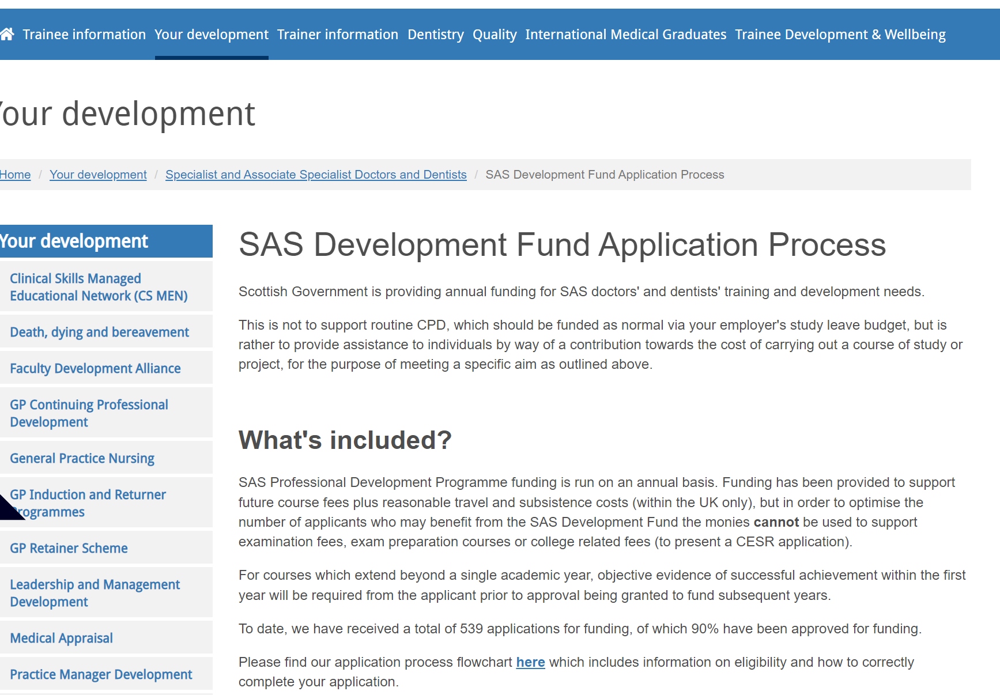 Trainee information Your development Trainer information Dentistry Quality International Medical Graduates Trainee Development & Wellbeing
Your development
Home / Your development / Specialist and Associate Specialist Doctors and Dentists / SAS Development Fund Application Process
Your development
Clinical Skills Managed
Educational Network (CS MEN)
Death, dying and bereavement
Faculty Development Alliance
GP Continuing Professional
Development
General Practice Nursing
GP Induction and Returner
Programmes
GP Retainer Scheme
Leadership and Management
Development
Medical Appraisal
Practice Manager Development
SAS Development Fund Application Process
Scottish Government is providing annual funding for SAS doctors' and dentists' training and development needs.
This is not to support routine CPD, which should be funded as normal via your employer's study leave budget, but is
rather to provide assistance to individuals by way of a contribution towards the cost of carrying out a course of study or
project, for the purpose of meeting a specific aim as outlined above.
What's included?
SAS Professional Development Programme funding is run on an annual basis. Funding has been provided to support
future course fees plus reasonable travel and subsistence costs (within the UK only), but in order to optimise the
number of applicants who may benefit from the SAS Development Fund the monies cannot be used to support
examination fees, exam preparation courses or college related fees (to present a CESR application).
For courses which extend beyond a single academic year, objective evidence of successful achievement within the first
year will be required from the applicant prior to approval being granted to fund subsequent years.
To date, we have received a total of 539 applications for funding, of which 90% have been approved for funding.
Please find our application process flowchart here which includes information on eligibility and how to correctly
complete your application.